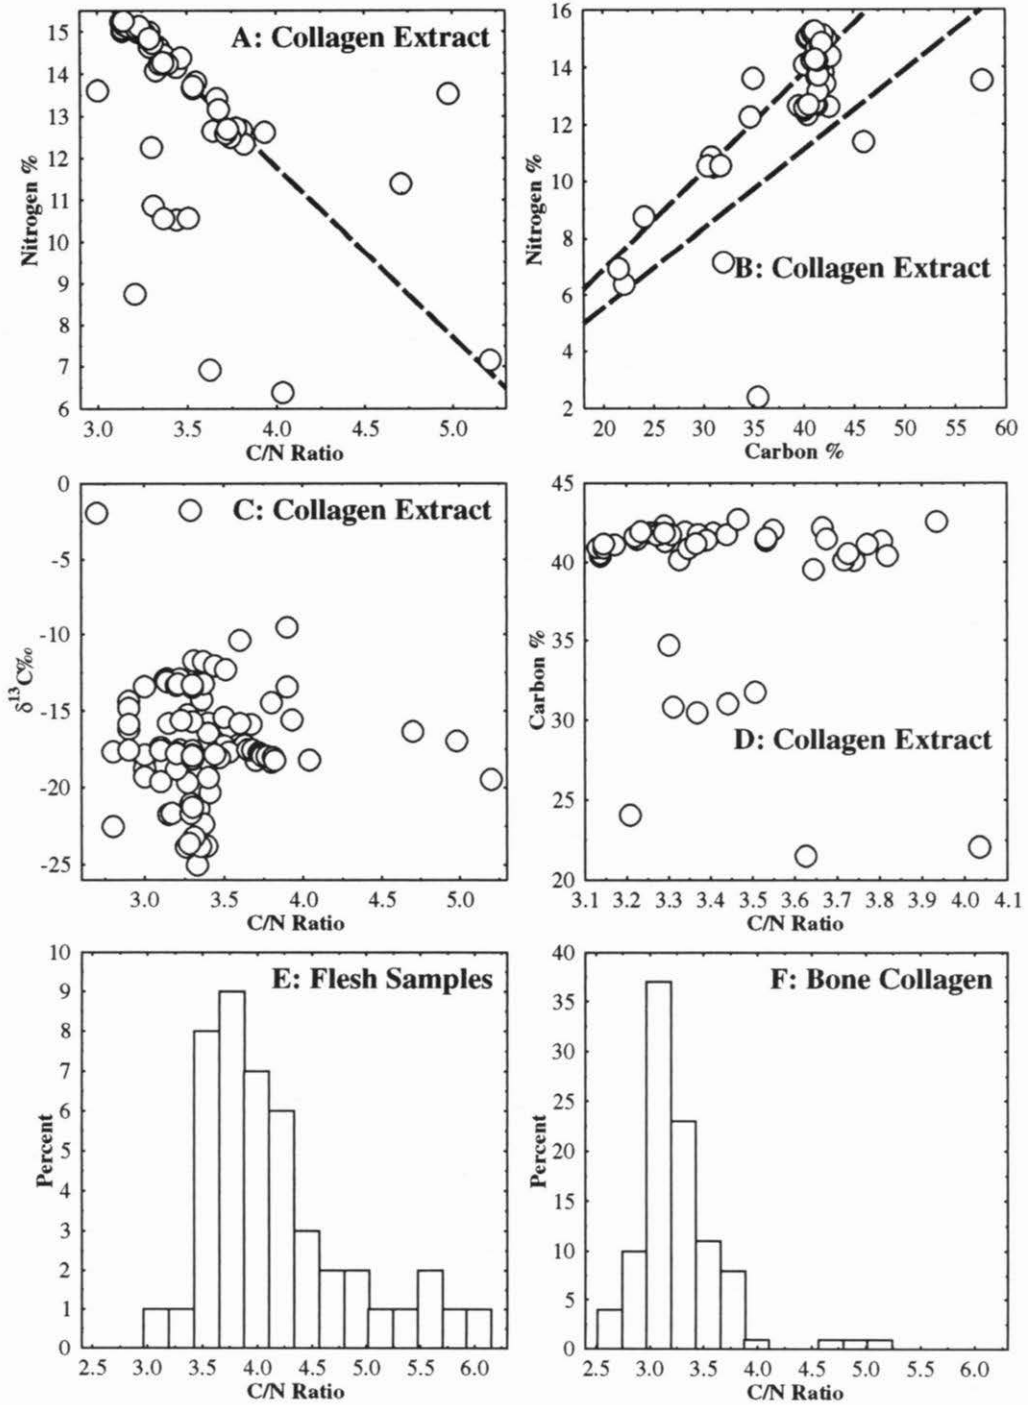 A: Collagen Extract
15
14
13
12
11
10
9
8
7
6
Nitrogen %
3.0 3.5 4.0 4.5 5.0
C/N Ratio
B: Collagen Extract
16
14
12
10
8
6
4
2
Nitrogen %
20 25 30 35 40 45 50 55 60
Carbon %
C: Collagen Extract
0
-5
-10
-15
-20
-25
δ13C‰
3.0 3.5 4.0 4.5 5.0
C/N Ratio
D: Collagen Extract
45
40
35
30
25
20
Carbon %
3.1 3.2 3.3 3.4 3.5 3.6 3.7 3.8 3.9 4.0 4.1
C/N Ratio
E: Flesh Samples
10
9
8
7
6
5
4
3
2
1
0
Percent
2.5 3.0 3.5 4.0 4.5 5.0 5.5 6.0
C/N Ratio
F: Bone Collagen
40
35
30
25
20
15
10
5
0
Percent
2.5 3.0 3.5 4.0 4.5 5.0 5.5 6.0
C/N Ratio